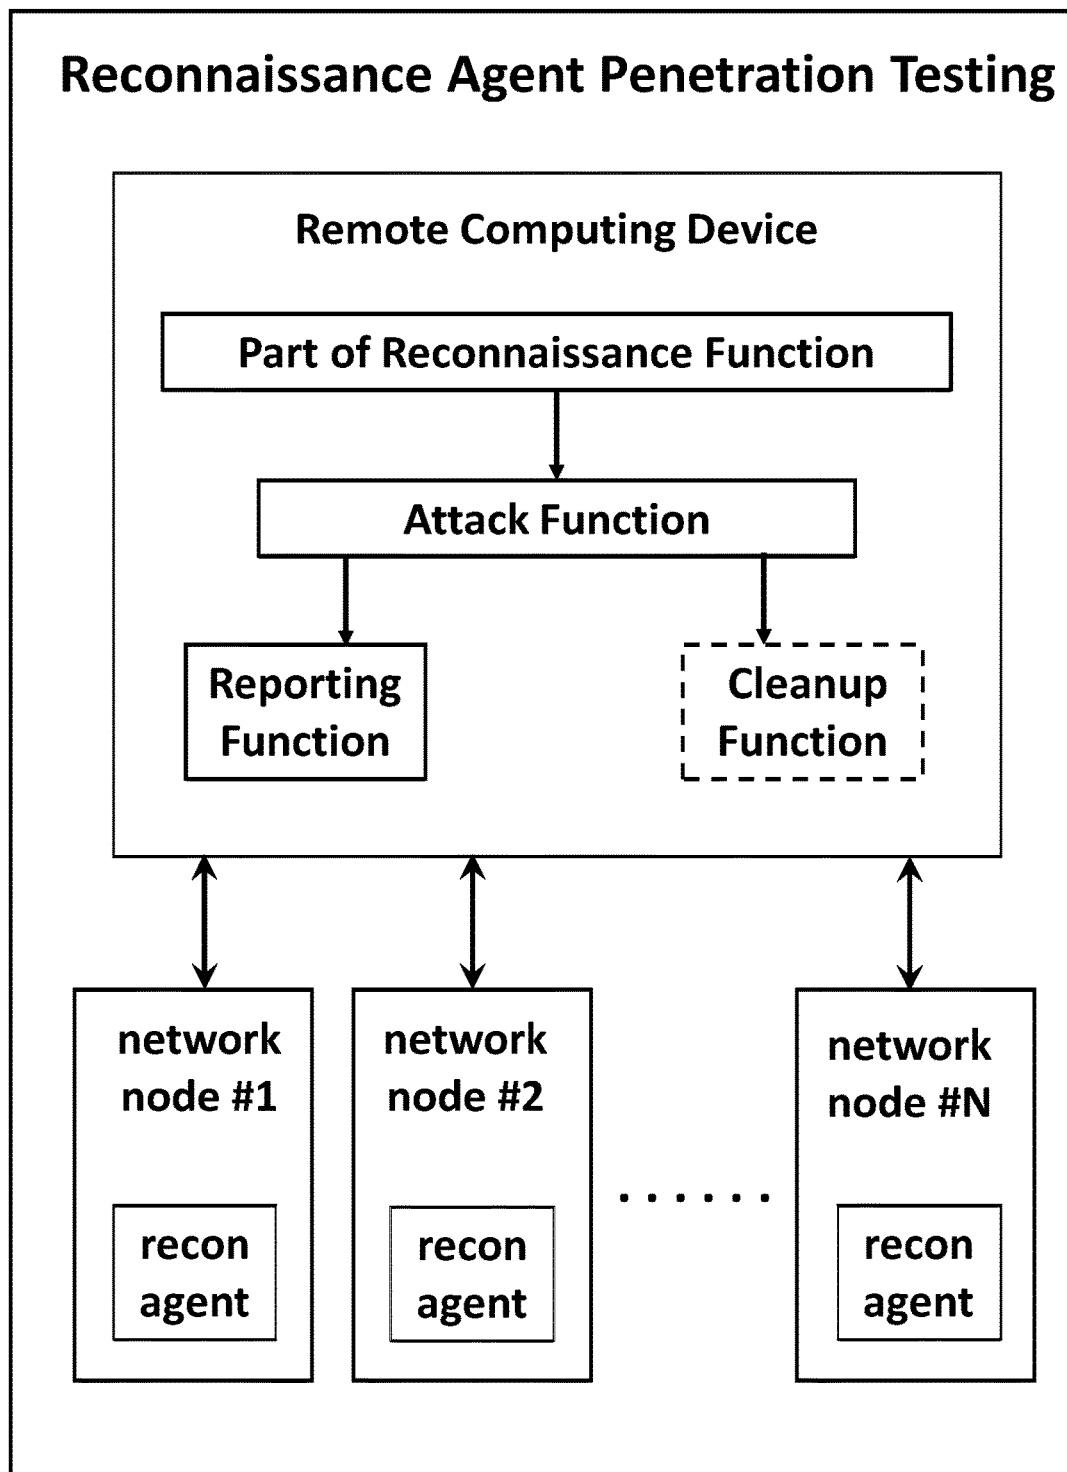 Reconnaissance Agent Penetration Testing
Remote Computing Device
Part of Reconnaissance Function
Attack Function
Reporting
Function
Cleanup
Function
network
node #1
recon
agent
network
node #2
recon
agent
. . . . . .
network
node #N
recon
agent